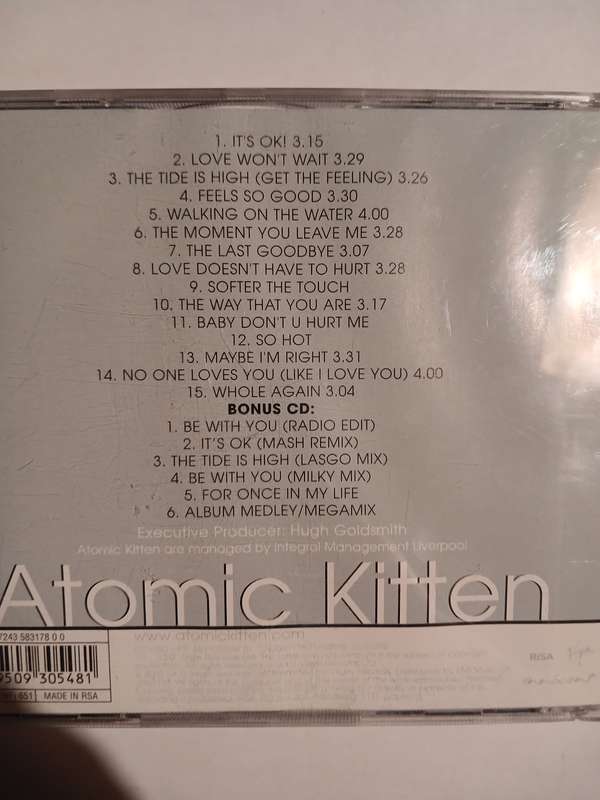 1. IT'S OK! 3.15
2. LOVE WON'T WAIT 3.29
3. THE TIDE IS HIGH (GET THE FEELING) 3.26
4. FEELS SO GOOD 3.30
5. WALKING ON THE WATER 4.00
6. THE MOMENT YOU LEAVE ME 3.28
7. THE LAST GOODBYE 3.07
8. LOVE DOESN'T HAVE TO HURT 3.28
9. SOFTER THE TOUCH
10. THE WAY THAT YOU ARE 3.17
11. BABY DON'T U HURT ME
12. SO HOT
13. MAYBE I'M RIGHT 3.31
14. NO ONE LOVES YOU (LIKE I LOVE YOU) 4.00
15. WHOLE AGAIN 3.04
BONUS CD:
1. BE WITH YOU (RADIO EDIT)
2. IT'S OK (MASH REMIX)
3. THE TIDE IS HIGH (LASGO MIX)
4. BE WITH YOU (MILKY MIX)
5. FOR ONCE IN MY LIFE
6. ALBUM MEDLEY/MEGAMIX
Executive Producer: Hugh Goldsmith
Atomic Kitten are managed by Integral Management Liverpool
Atomic Kitten
7243 583178 0 0
www.atomickitten.com
RISA
9509 305481
MADE IN RSA